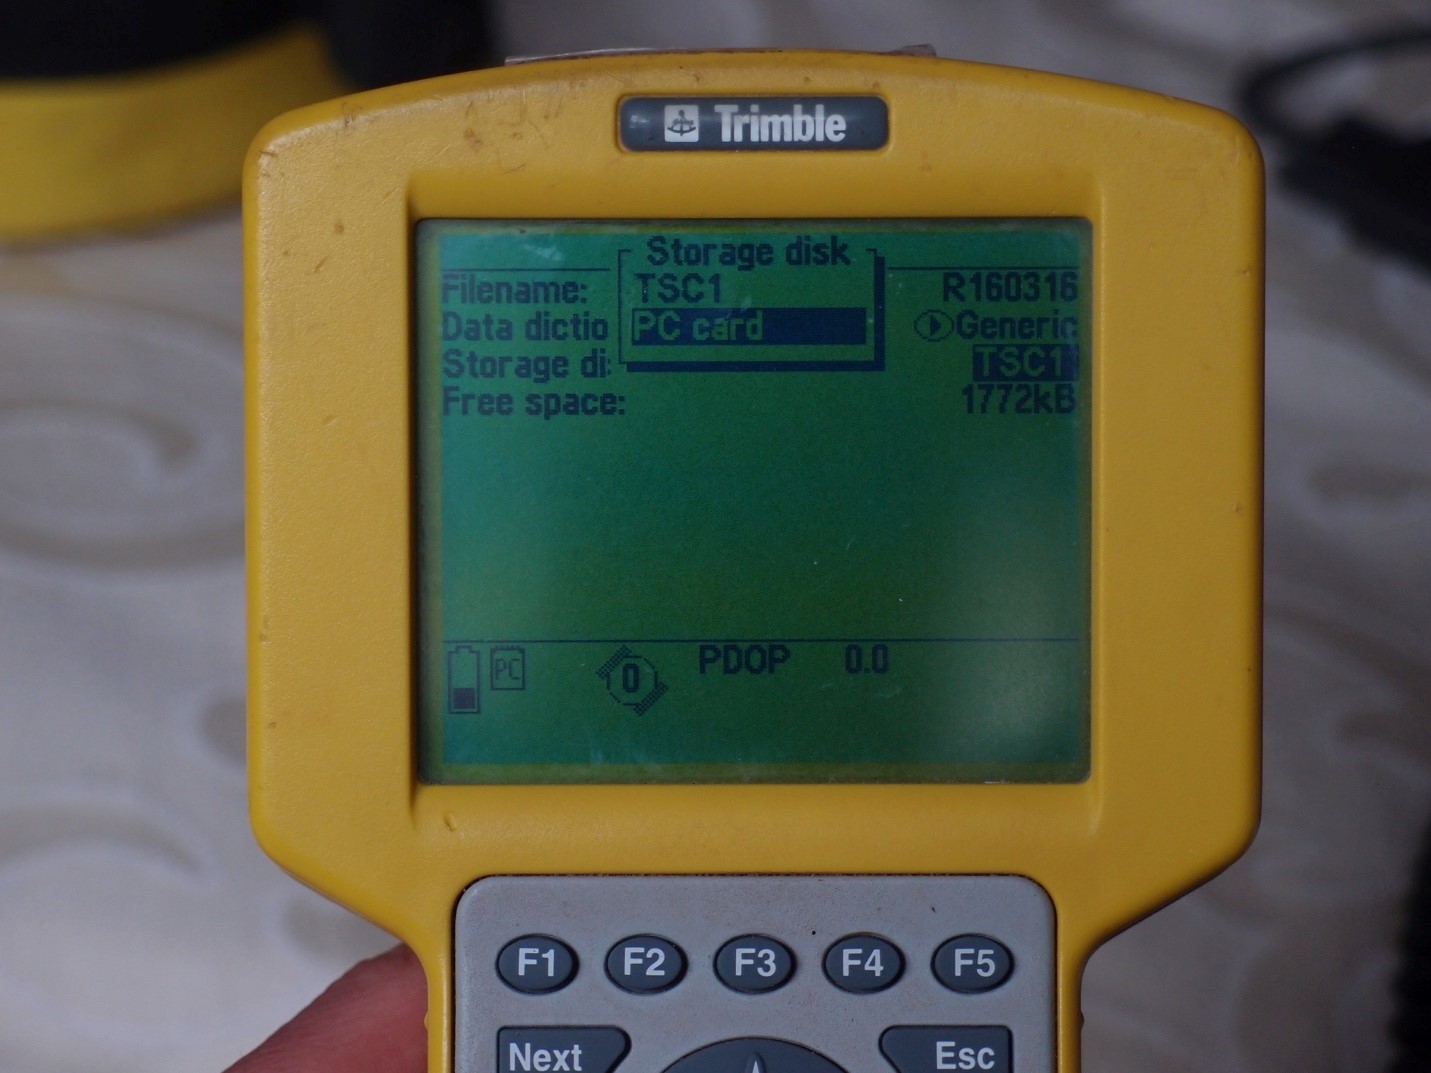 Trimble
Storage disk
Filename: TSC1 R160316
Data dictio PC card Generic
Storage di TSC1
Free space: 1772kB
PC 0 PDOP 0.0
F1 F2 F3 F4 F5
Next Esc